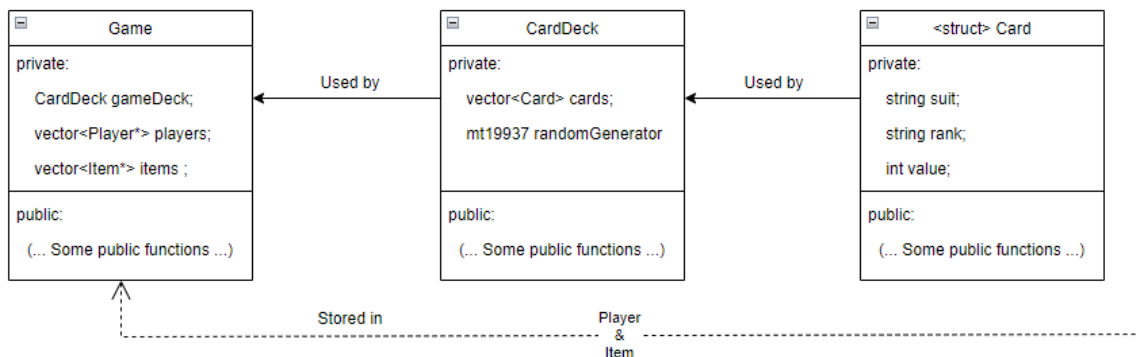 Game
private:
CardDeck gameDeck;
vector<Player*> players;
vector<Item*> items ;
public:
(... Some public functions ...)
Used by
CardDeck
private:
vector<Card> cards;
mt19937 randomGenerator
public:
(... Some public functions ...)
Used by
<struct> Card
private:
string suit;
string rank;
int value;
public:
(... Some public functions ...)
Stored in
Player
&
Item